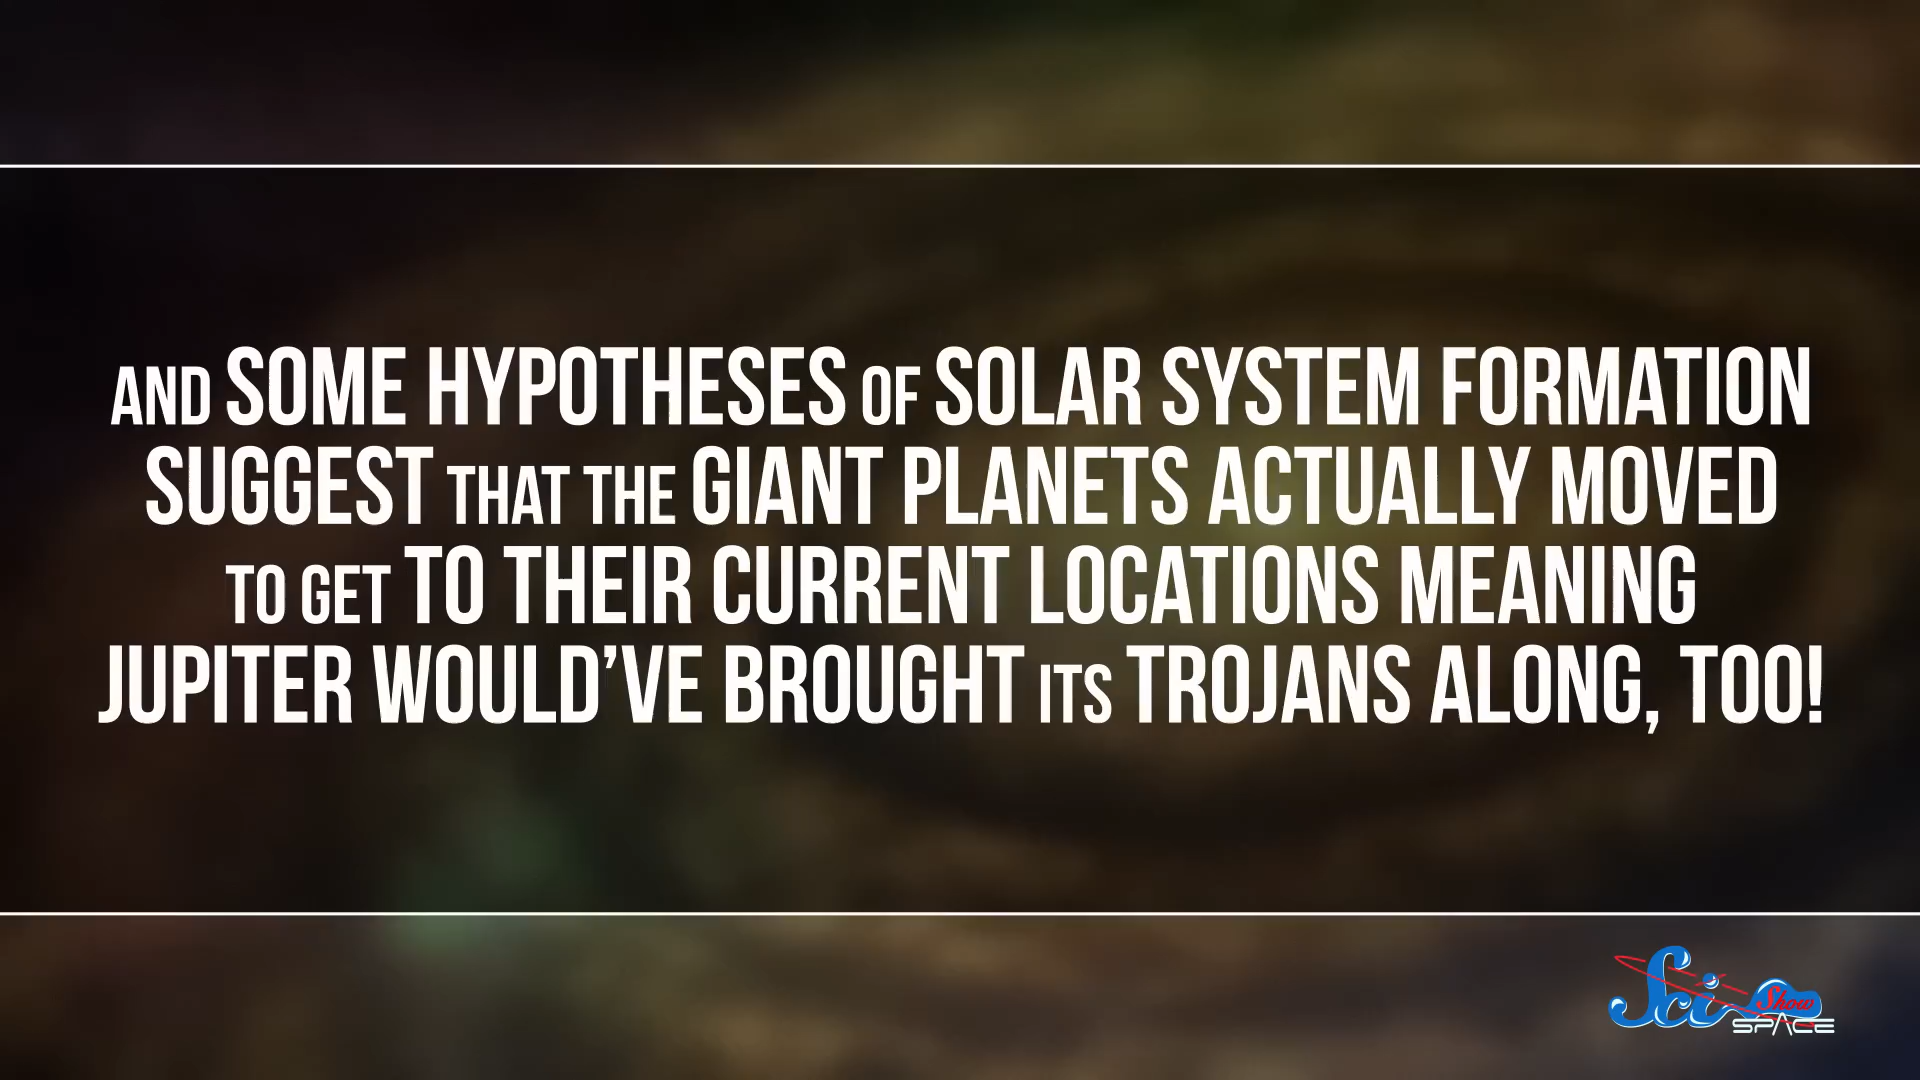 AND SOME HYPOTHESES OF SOLAR SYSTEM FORMATION
SUGGEST THAT THE GIANT PLANETS ACTUALLY MOVED
TO GET TO THEIR CURRENT LOCATIONS MEANING
JUPITER WOULD’VE BROUGHT ITS TROJANS ALONG, TOO!
Sci Show
SPACE